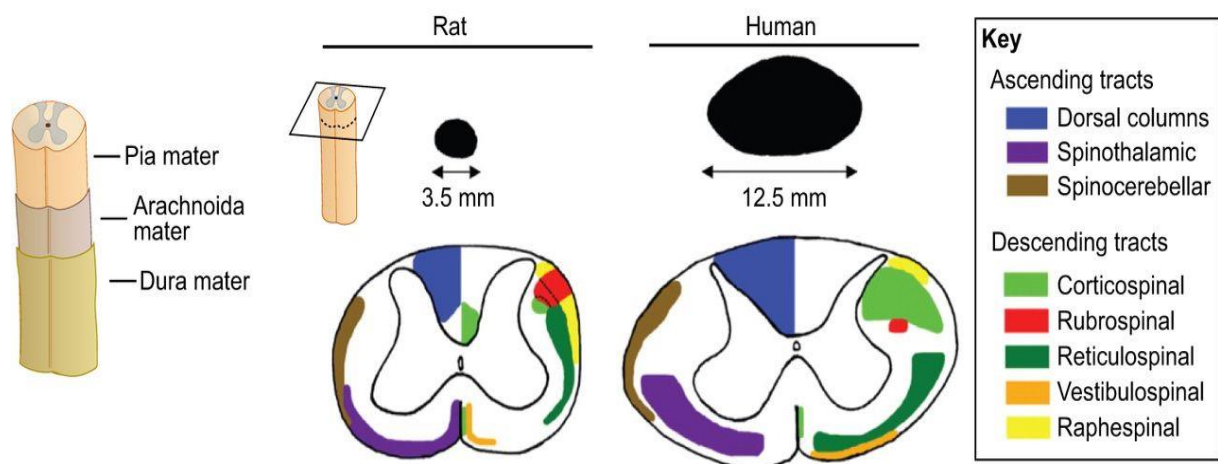 Rat
Human
Pia mater
Arachnoida
mater
Dura mater
3.5 mm
12.5 mm
Key
Ascending tracts
Dorsal columns
Spinothalamic
Spinocerebellar
Descending tracts
Corticospinal
Rubrospinal
Reticulospinal
Vestibulospinal
Raphespinal